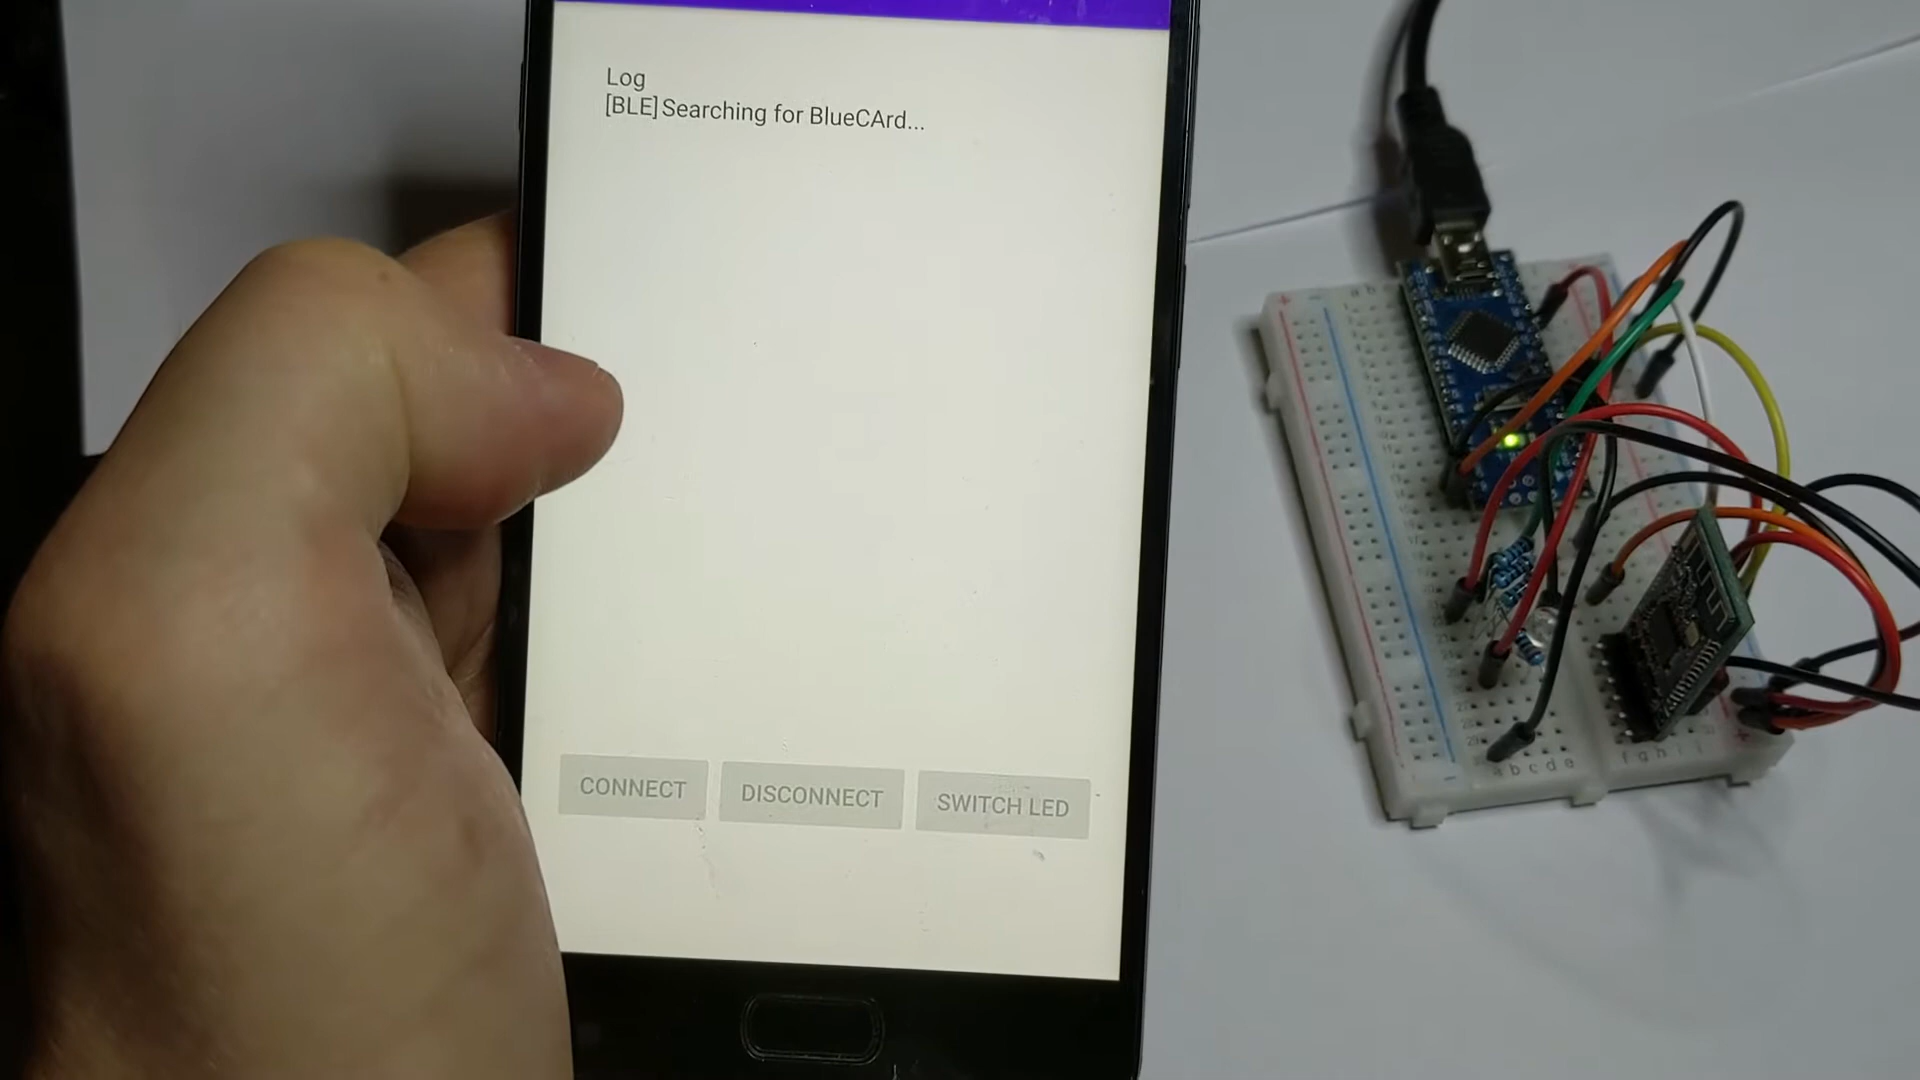 Log
[BLE]Searching for BlueCArd...
CONNECT
DISCONNECT
SWITCH LED
a b c d e
f g h i j